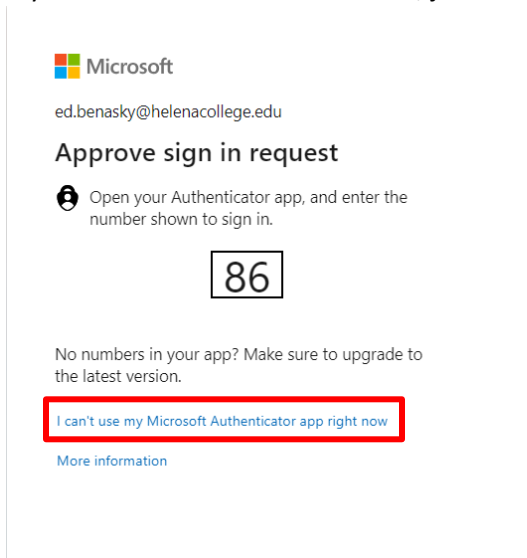 Microsoft
ed.benasky@helenacollege.edu
Approve sign in request
Open your Authenticator app, and enter the
number shown to sign in.
86
No numbers in your app? Make sure to upgrade to
the latest version.
I can't use my Microsoft Authenticator app right now
More information